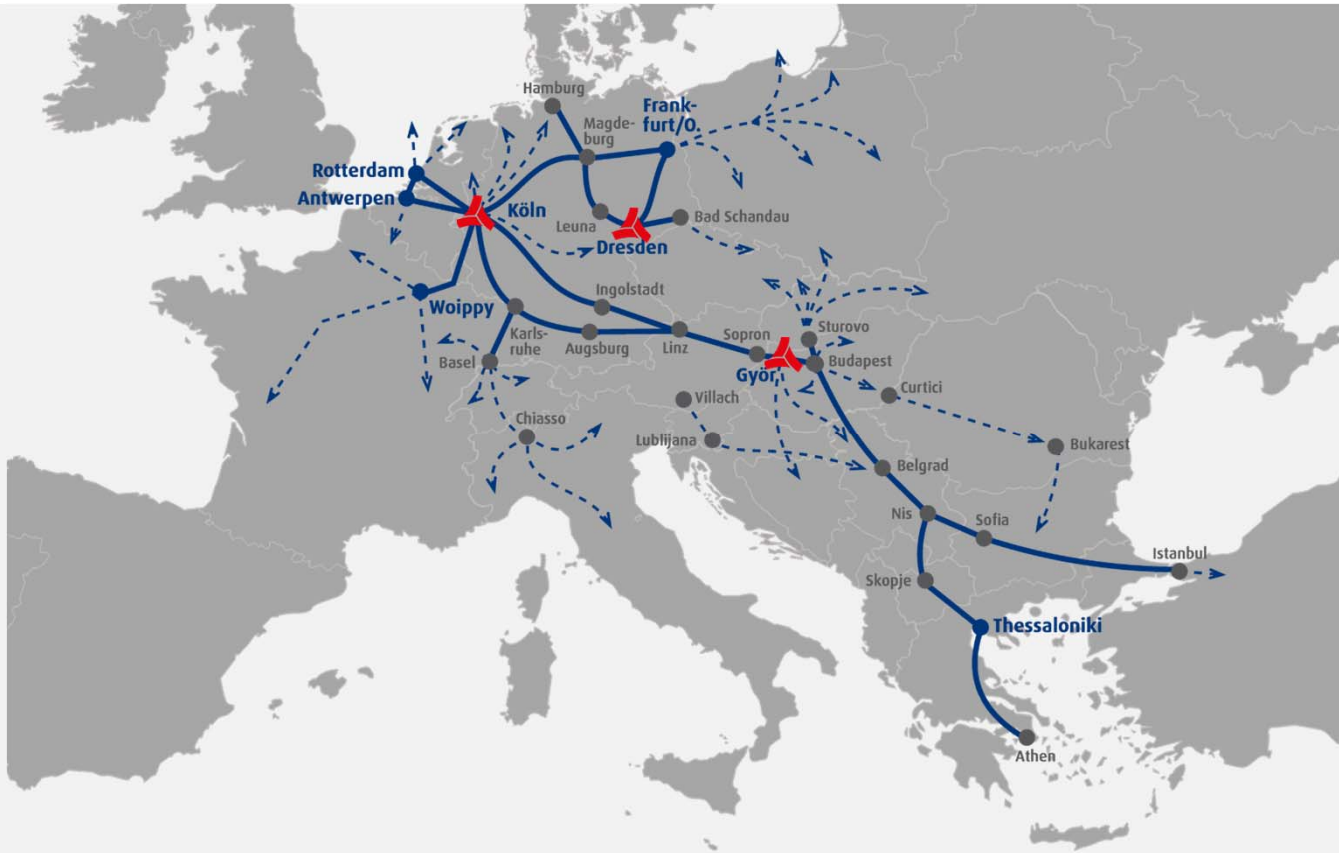 Hamburg
Frank-
furt/O.
Magde-
burg
Rotterdam
Antwerpen
Köln
Leuna
Bad Schandau
Dresden
Woippy
Ingolstadt
Karls-
ruhe
Augsburg
Linz
Sopron
Sturovo
Basel
Györ
Budapest
Curtici
Villach
Chiasso
Lublijana
Bukarest
Belgrad
Nis
Sofia
Istanbul
Skopje
Thessaloniki
Athen